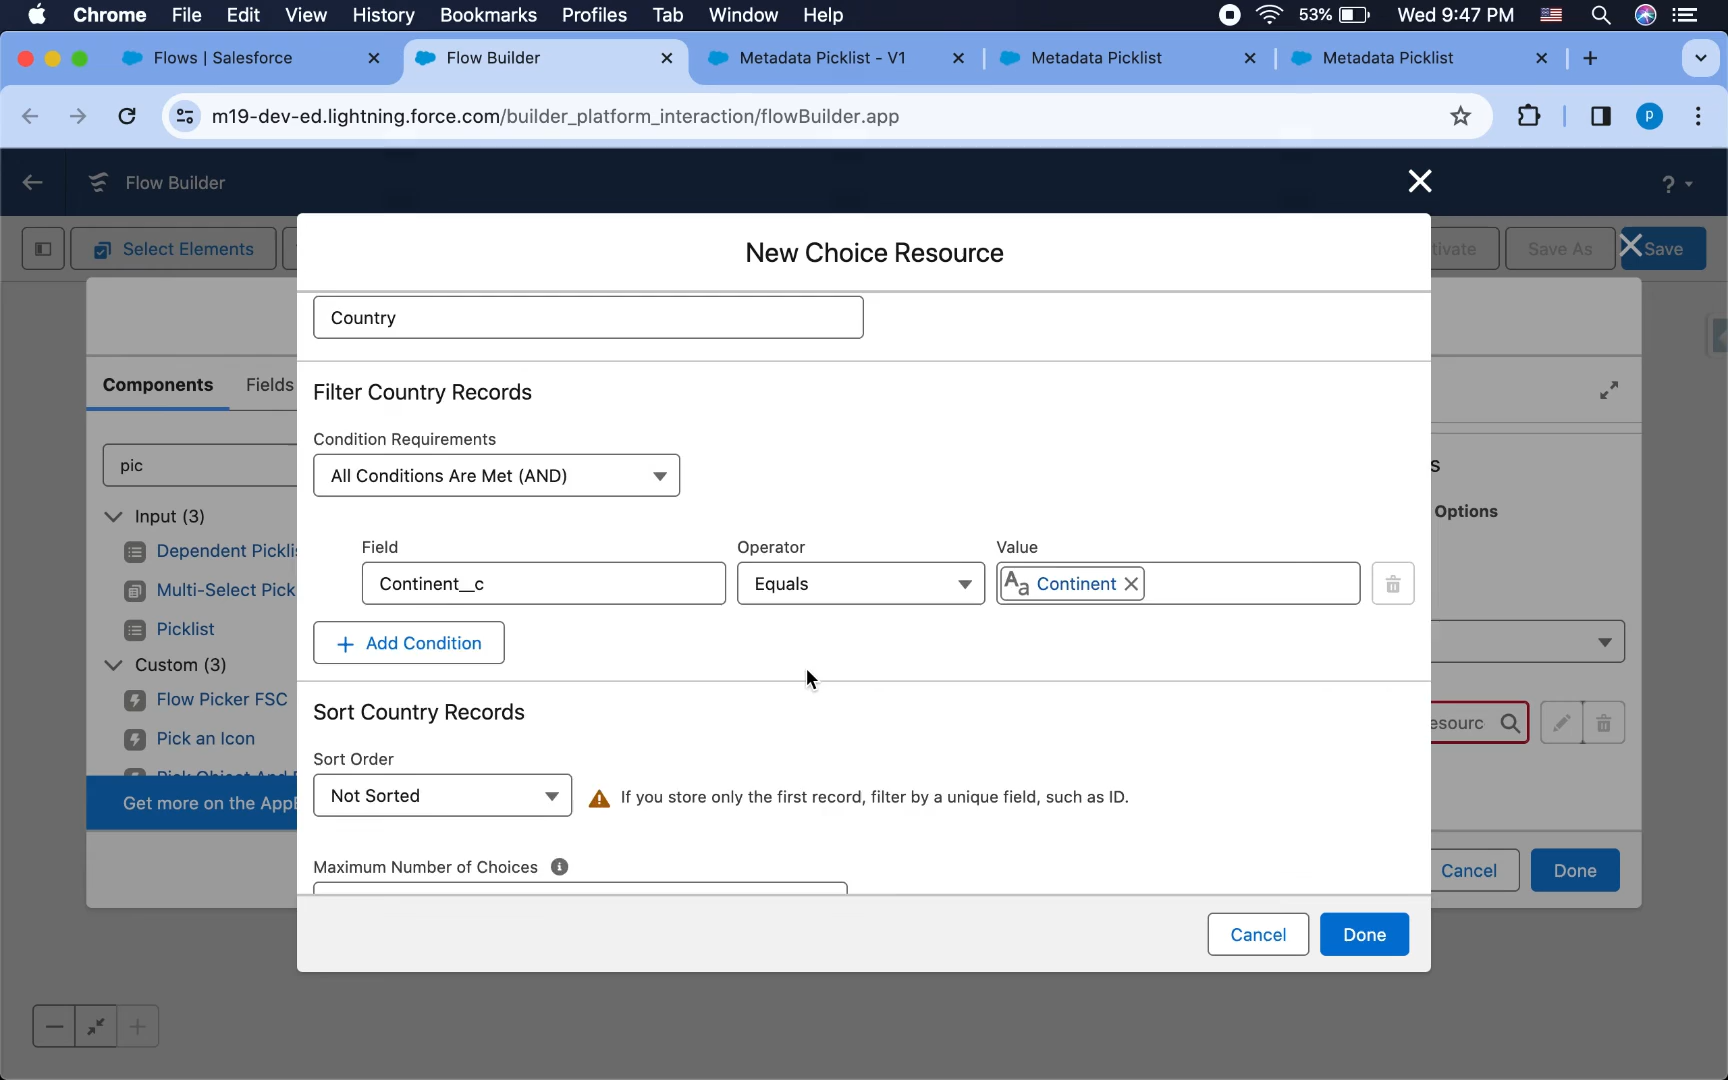 Chrome File Edit View History Bookmarks Profiles Tab Window Help 53% Wed 9:47 PM
Flows | Salesforce Flow Builder Metadata Picklist - V1 Metadata Picklist Metadata Picklist
m19-dev-ed.lightning.force.com/builder_platform_interaction/flowBuilder.app
Flow Builder ?
Select Elements tivate Save As Save
New Choice Resource
Country
Components Fields
Filter Country Records
Condition Requirements
pic All Conditions Are Met (AND) s
Input (3) Options
Field Operator Value
Dependent Pickli
Multi-Select Pick Continent__c Equals Aa Continent
Picklist Add Condition
Custom (3)
Flow Picker FSC Sort Country Records esourc
Pick an Icon Sort Order
Get more on the AppE Not Sorted If you store only the first record, filter by a unique field, such as ID.
Maximum Number of Choices Cancel Done
Cancel Done